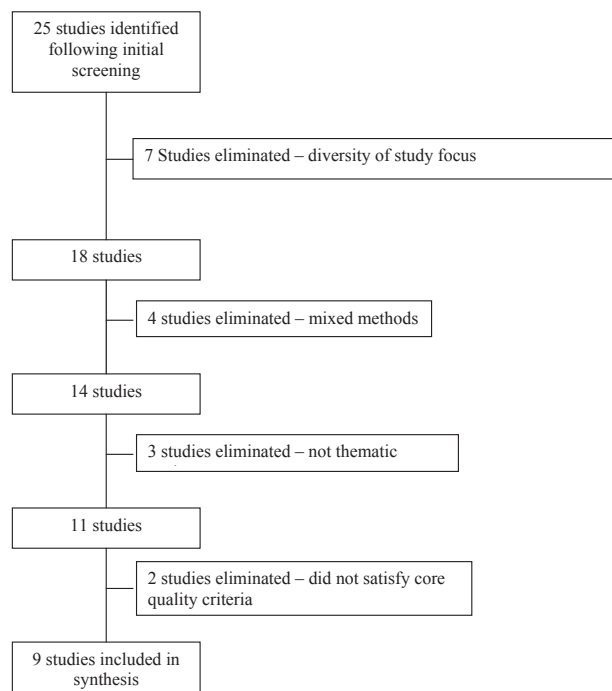 25 studies identified
following initial
screening
7 Studies eliminated – diversity of study focus
18 studies
4 studies eliminated – mixed methods
14 studies
3 studies eliminated – not thematic
11 studies
2 studies eliminated – did not satisfy core
quality criteria
9 studies included in
synthesis